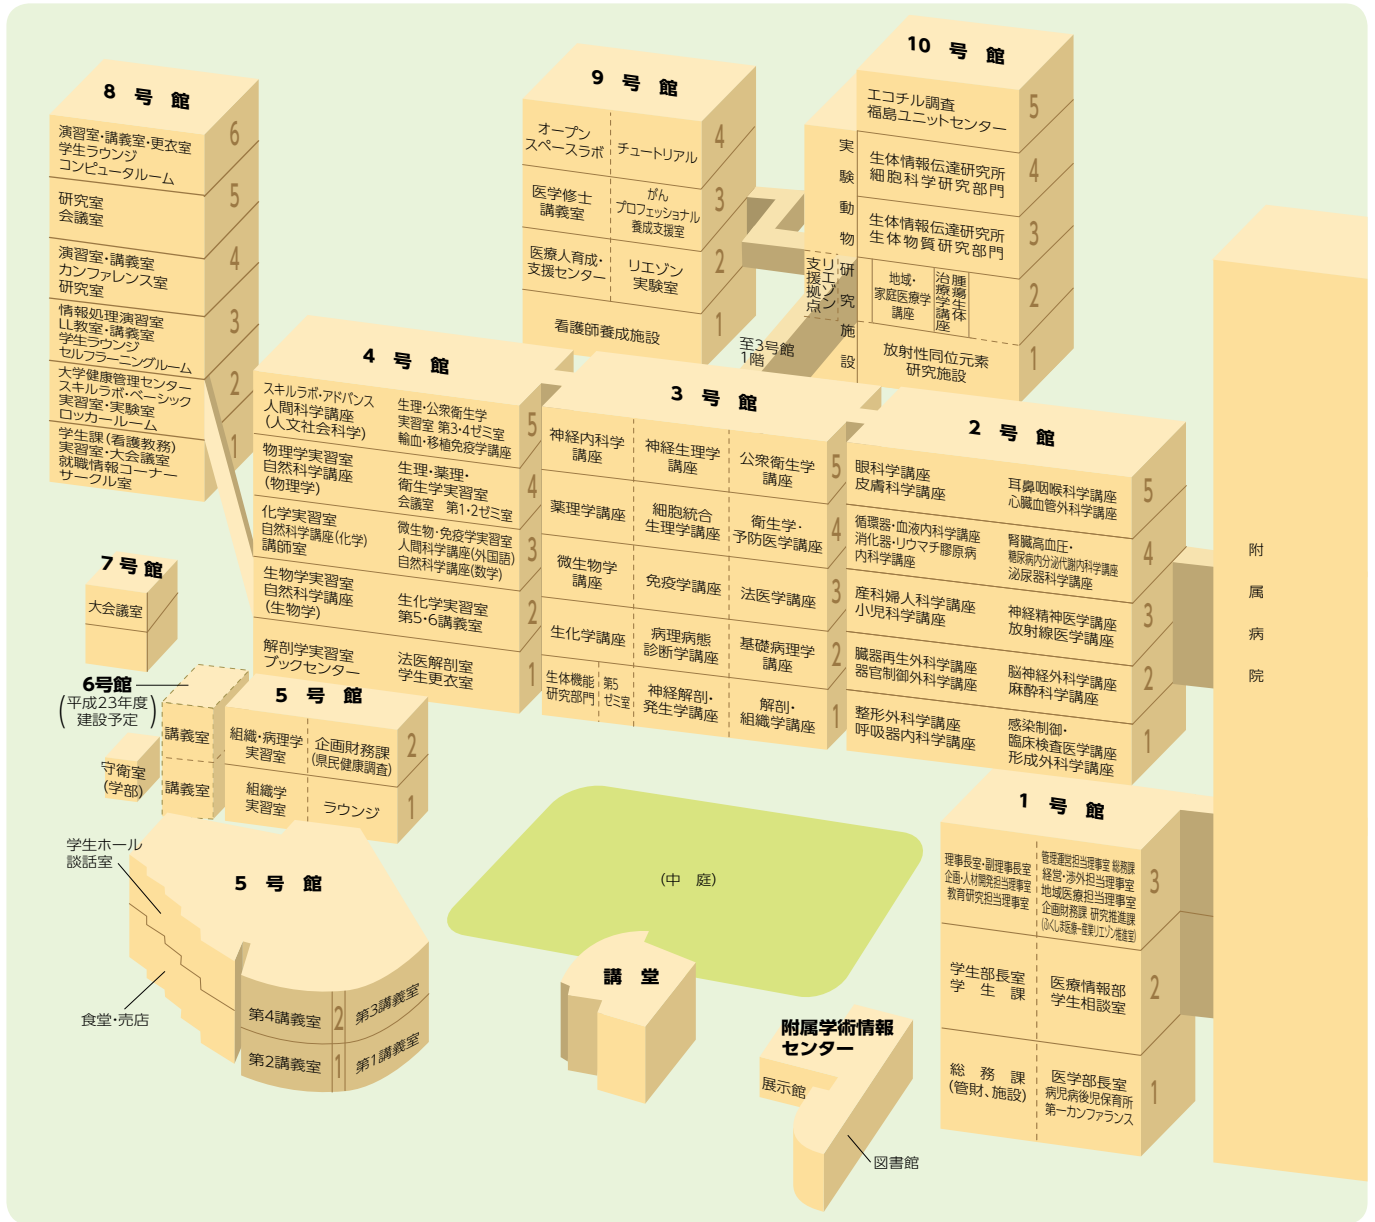 8 号 館
演習室・講義室・更衣室
学生ラウンジ
コンピュータルーム
6
研究室
会議室
5
演習室・講義室
カンファレンス室
研究室
4
情報処理演習室
LL教室・講義室
学生ラウンジ
セルフラーニングルーム
3
大学健康管理センター
スキルラボ・ベーシック
実習室・実験室
ロッカールーム
2
学生課(看護教務)
実習室・大会議室
就職情報コーナー
サークル室
1
9 号 館
オープン
スペースラボ
チュートリアル
4
医学修士
講義室
がん
プロフェッショナル
養成支援室
3
医療人育成・
支援センター
リエゾン
実験室
2
看護師養成施設
1
10 号 館
エコチル調査
福島ユニットセンター
5
生体情報伝達研究所
細胞科学研究部門
4
生体情報伝達研究所
生体物質研究部門
3
実験動物研究施設
リエゾン
支援拠点
地域・
家庭医療学
講座
腫瘍生体
治療学講座
2
放射性同位元素
研究施設
1
至3号館
1階
4 号 館
スキルラボ・アドバンス
人間科学講座
(人文社会科学)
生理・公衆衛生学
実習室 第3・4ゼミ室
輸血・移植免疫学講座
5
物理学実習室
自然科学講座
(物理学)
生理・薬理・
衛生学実習室
会議室 第1・2ゼミ室
4
化学実習室
自然科学講座(化学)
講師室
微生物・免疫学実習室
人間科学講座(外国語)
自然科学講座(数学)
3
生物学実習室
自然科学講座
(生物学)
生化学実習室
第5・6講義室
2
解剖学実習室
ブックセンター
法医解剖室
学生更衣室
1
3 号 館
神経内科学
講座
神経生理学
講座
公衆衛生学
講座
5
薬理学講座
細胞統合
生理学講座
衛生学・
予防医学講座
4
微生物学
講座
免疫学講座
法医学講座
3
生化学講座
病理病態
診断学講座
基礎病理学
講座
2
生体機能
研究部門
第5
ゼミ室
神経解剖・
発生学講座
解剖・
組織学講座
1
2 号 館
眼科学講座
皮膚科学講座
耳鼻咽喉科学講座
心臓血管外科学講座
5
循環器・血液内科学講座
消化器・リウマチ膠原病
内科学講座
腎臓高血圧・
糖尿病内分泌代謝内科学講座
泌尿器科学講座
4
産科婦人科学講座
小児科学講座
神経精神医学講座
放射線医学講座
3
臓器再生外科学講座
器官制御外科学講座
脳神経外科学講座
麻酔科学講座
2
整形外科学講座
呼吸器内科学講座
感染制御・
臨床検査医学講座
形成外科学講座
1
附属病院
7 号 館
大会議室
6号館
(平成23年度
建設予定)
講義室
講義室
守衛室
(学部)
5 号 館
組織・病理学
実習室
企画財務課
(県民健康調査)
2
組織学
実習室
ラウンジ
1
学生ホール
談話室
5 号 館
食堂・売店
第4講義室
2
第3講義室
第2講義室
1
第1講義室
(中 庭)
講 堂
附属学術情報
センター
展示館
図書館
1 号 館
理事長室・副理事長室
企画・人材開発担当理事室
教育研究担当理事室
管理運営担当理事室 総務課
経営・渉外担当理事室
地域医療担当理事室
企画財務課 研究推進課
(ふくしま医療-産業リエゾン推進室)
3
学生部長室
学 生 課
医療情報部
学生相談室
2
総 務 課
(管財、施設)
医学部長室
病児病後児保育所
第一カンファランス
1